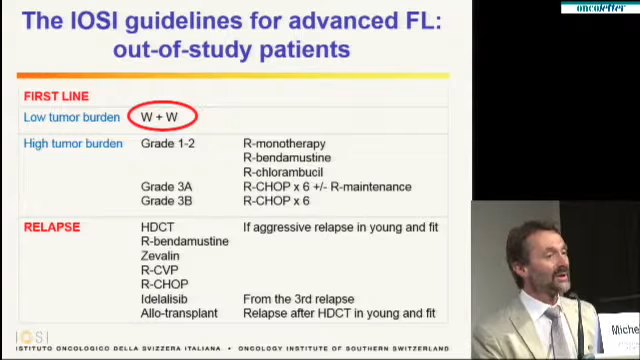 oncoletter
The IOSI guidelines for advanced FL:
out-of-study patients
FIRST LINE
Low tumor burden W + W
High tumor burden Grade 1-2 R-monotherapy
R-bendamustine
R-chlorambucil
Grade 3A R-CHOP x 6 +/- R-maintenance
Grade 3B R-CHOP x 6
RELAPSE HDCT If aggressive relapse in young and fit
R-bendamustine
Zevalin
R-CVP
R-CHOP
Idelalisib From the 3rd relapse
Allo-transplant Relapse after HDCT in young and fit
IOSI
ISTITUTO ONCOLOGICO DELLA SVIZZERA ITALIANA • ONCOLOGY INSTITUTE OF SOUTHERN SWITZERLAND
Miche